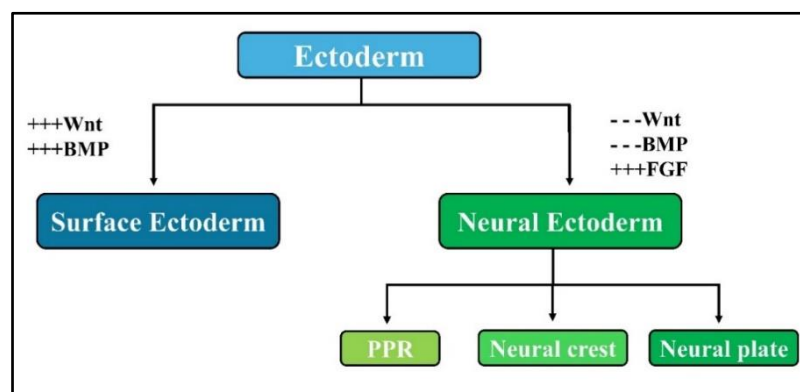 Ectoderm
+++Wnt
+++BMP
- - -Wnt
- - -BMP
+++FGF
Surface Ectoderm
Neural Ectoderm
PPR
Neural crest
Neural plate